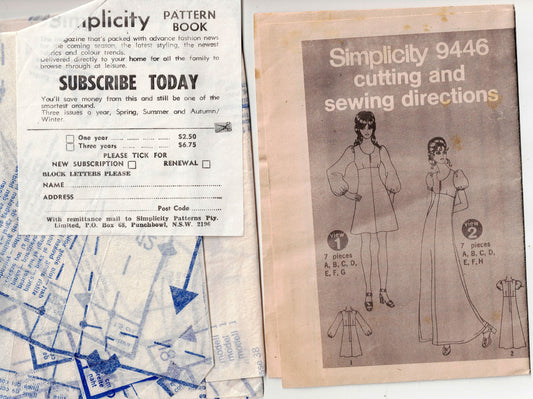 Simplicity PATTERN
BOOK
The magazine that's packed with advance fashion news
for the coming season, the latest styling, the newest
fabrics and colour trends.
Delivered directly to your home for all the family to
browse through at leisure.
SUBSCRIBE TODAY
You'll save money from this and still be one of the
smartest around.
Three issues a year, Spring, Summer and Autumn/
Winter.
One year $2.50
Three years $6.75
PLEASE TICK FOR
NEW SUBSCRIPTION RENEWAL
BLOCK LETTERS PLEASE
NAME
ADDRESS
Post Code
With remittance mail to Simplicity Patterns Pty.
Limited, P.O. Box 68, Punchbowl, N.S.W. 2196
Simplicity 9446
cutting and
sewing directions
view
1
7 pieces
A, B, C, D,
E, F, G
view
2
7 pieces
A, B, C, D,
E, F, H
1
2